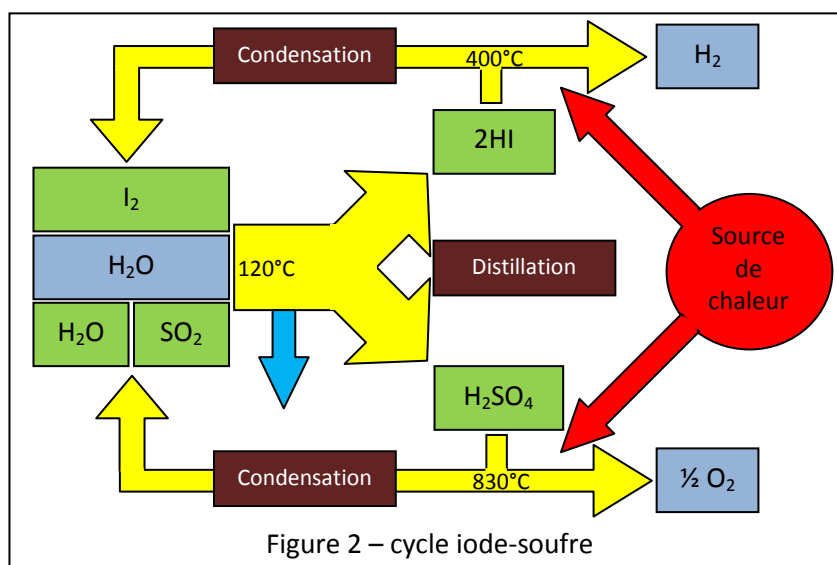 Condensation
400°C
H₂
2HI
I₂
H₂O
120°C
Distillation
Source
de
chaleur
H₂O
SO₂
H₂SO₄
Condensation
830°C
½ O₂
Figure 2 – cycle iode-soufre